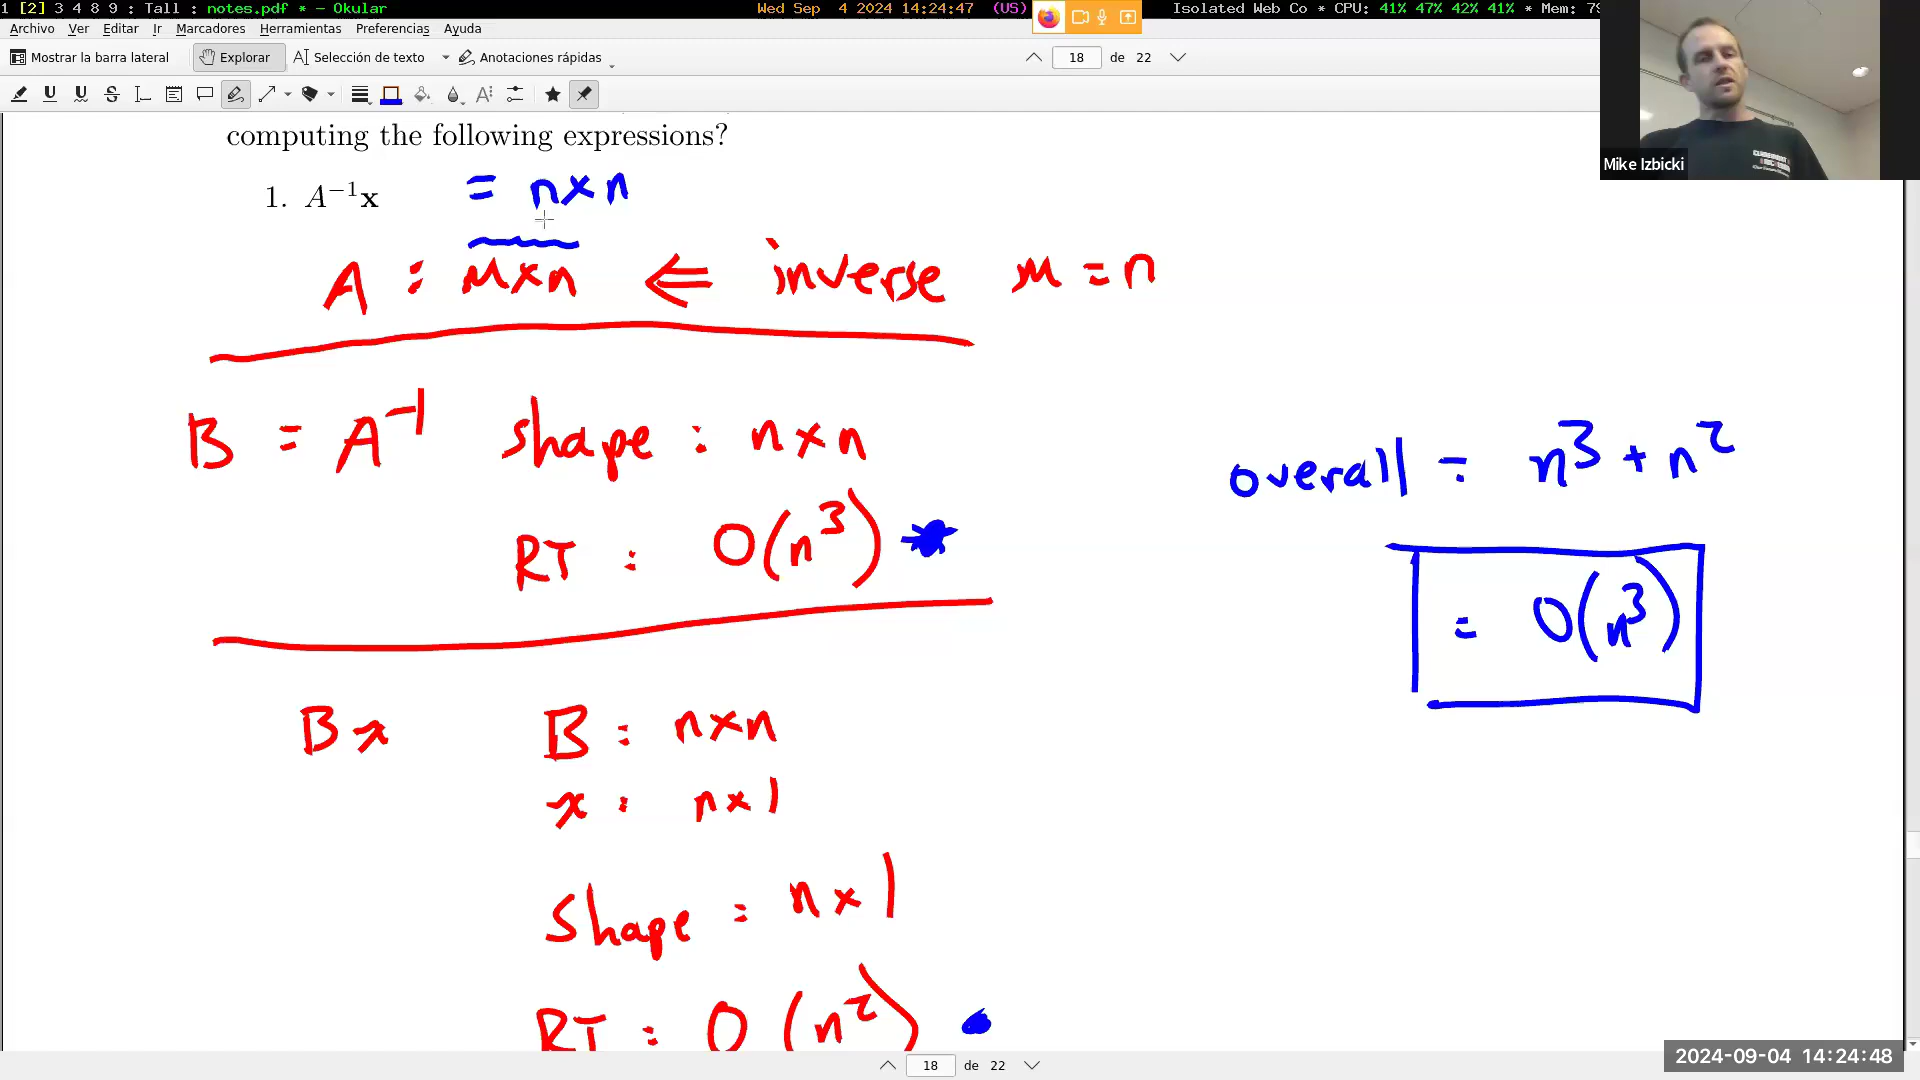 1 [2] 3 4 8 9 : Tall : notes.pdf * - Okular
Wed Sep 4 2024 14:24:47 (US)
Isolated Web Co * CPU: 41% 47% 42% 41% * Mem:
Archivo Ver Editar Ir Marcadores Herramientas Preferencias Ayuda
Mostrar la barra lateral Explorar Selección de texto Anotaciones rápidas
18 de 22
Mike Izbicki
computing the following expressions?
1. A⁻¹x = n×n
A : m×n ⇐ inverse m = n
B = A⁻¹ shape : n×n
overall = n³ + n²
RT : O(n³)
= O(n³)
Bx B : n×n
x : n×1
shape = n×1
RT : O(n²)
18 de 22
2024-09-04 14:24:48